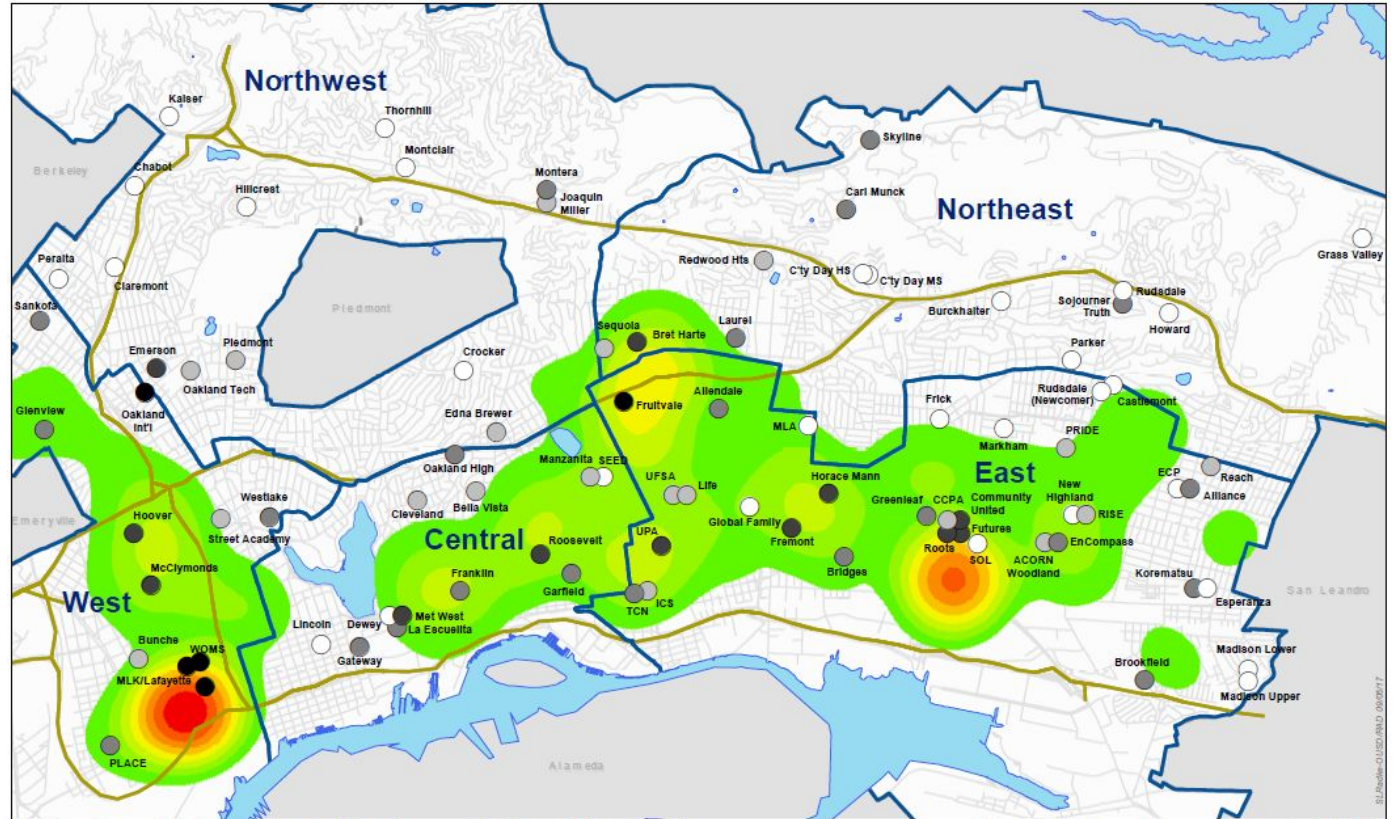 Northwest
Kaiser
Thornhill
Montclair
Berkeley
Chabot
Hillcrest
Montera
Joaquin
Miller
Skyline
Carl Munck
Northeast
Peralta
Claremont
Sankofa
Piedmont
Redwood Hts
C'ty Day HS
C'ty Day MS
Grass Valley
Burckhalter
Sojourner
Truth
Rudsdale
Howard
Emerson
Piedmont
Oakland Tech
Crocker
Sequoia
Bret Harte
Laurel
Parker
Glenview
Oakland
Int'l
Edna Brewer
Fruitvale
Allendale
MLA
Frick
Markham
Rudsdale
(Newcomer)
Castlemont
PRIDE
Oakland High
Manzanita
SEED
UFSA
Life
Horace Mann
East
ECP
Reach
Alliance
Emeryville
Hoover
Westlake
Street Academy
Cleveland
Bella Vista
Central
Roosevelt
Global Family
Fremont
Greenleaf
CCPA
Community
United
Futures
Roots
SOL
New
Highland
RISE
ACORN
Woodland
EnCompass
McClymonds
West
Franklin
Garfield
UPA
TCN
ICS
Bridges
Korematsu
Esperanza
San Leandro
Bunche
WOMS
MLK/Lafayette
Lincoln
Dewey
Met West
La Escuelita
Gateway
Brookfield
Madison Lower
Madison Upper
PLACE
Alameda
SLRadke-OUSD/RAD 09/05/17